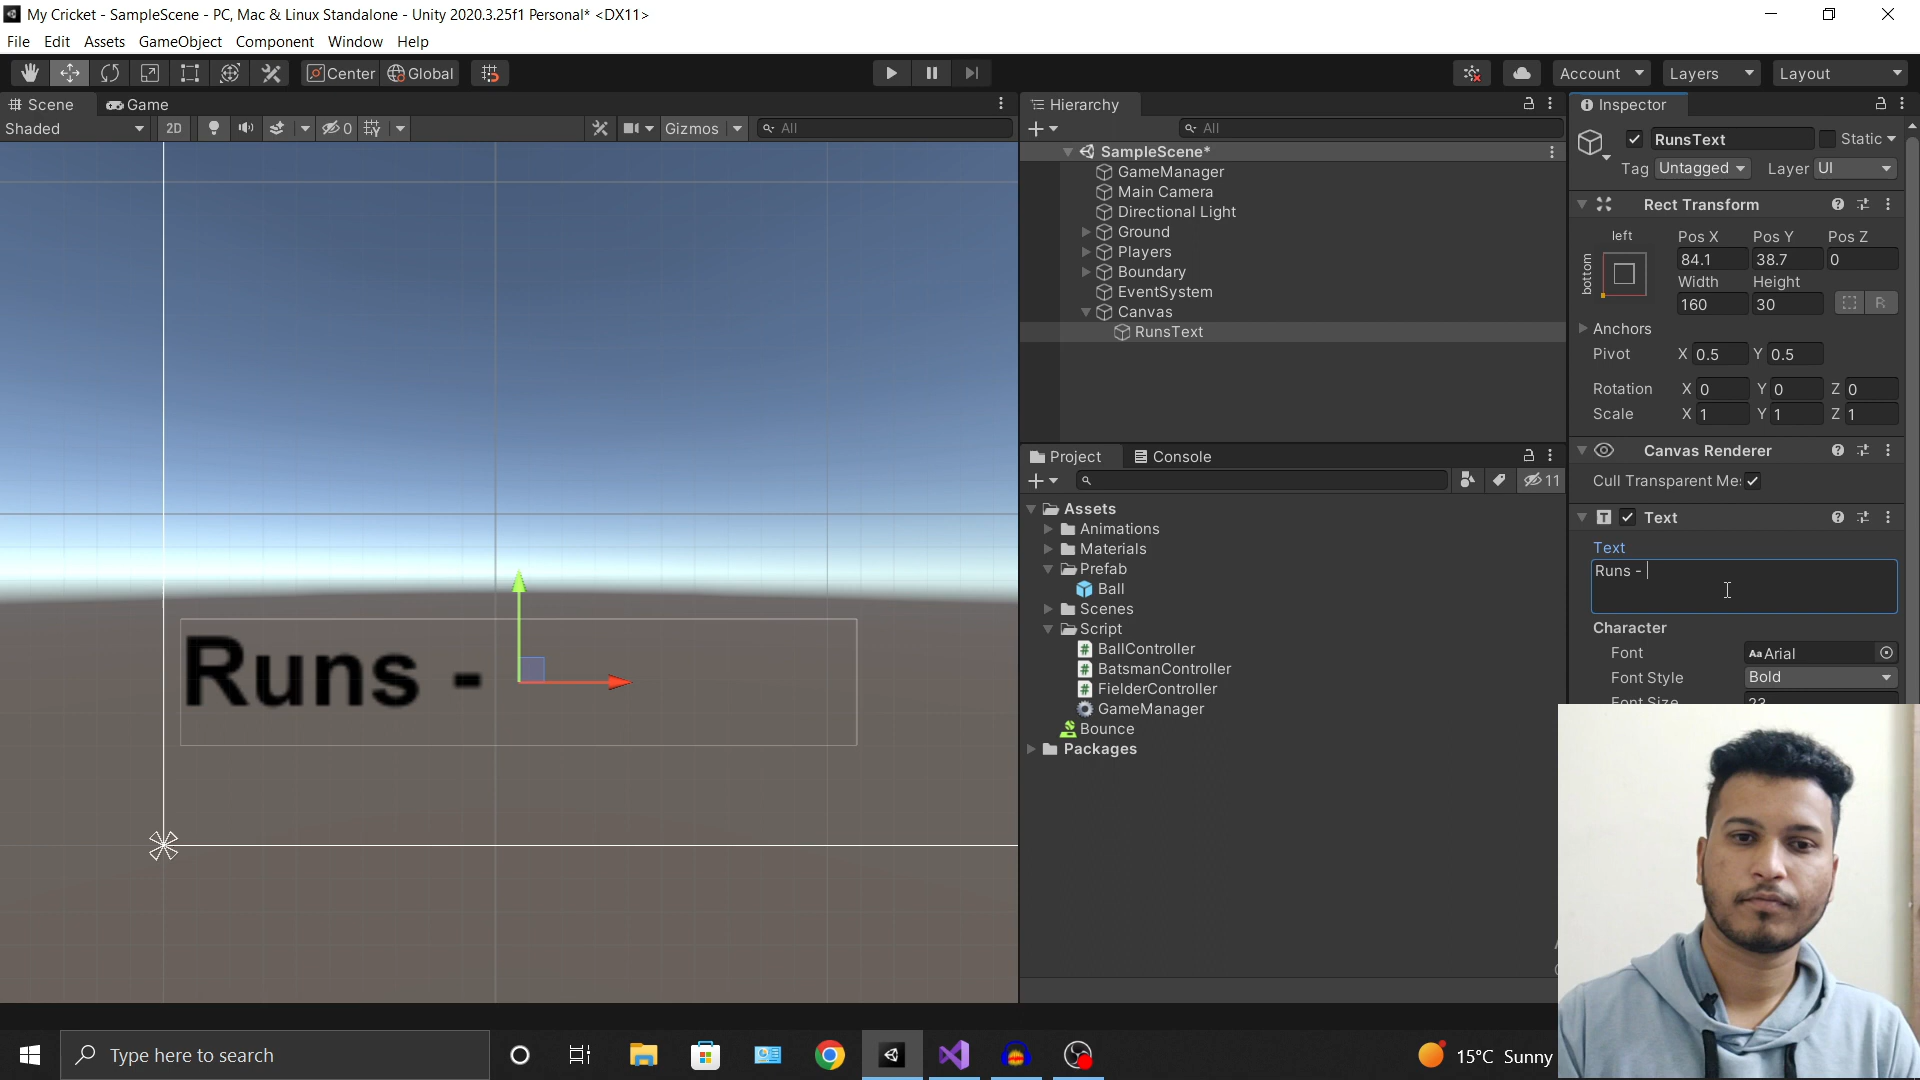 My Cricket - SampleScene - PC, Mac & Linux Standalone - Unity 2020.3.25f1 Personal* <DX11>
File Edit Assets GameObject Component Window Help
Center Global Account Layers Layout
Scene Game
Shaded 2D 0 Gizmos All
Hierarchy
All
SampleScene*
GameManager
Main Camera
Directional Light
Ground
Players
Boundary
EventSystem
Canvas
RunsText
Project Console
11
Assets
Animations
Materials
Prefab
Ball
Scenes
Script
BallController
BatsmanController
FielderController
GameManager
Bounce
Packages
Inspector
RunsText Static
Tag Untagged Layer UI
Rect Transform
left Pos X Pos Y Pos Z
bottom 84.1 38.7 0
Width Height
160 30 R
Anchors
Pivot X 0.5 Y 0.5
Rotation X 0 Y 0 Z 0
Scale X 1 Y 1 Z 1
Canvas Renderer
Cull Transparent Me
T Text
Text
Runs -
Character
Font Aa Arial
Font Style Bold
Font Size 23
Runs -
Type here to search
15°C Sunny